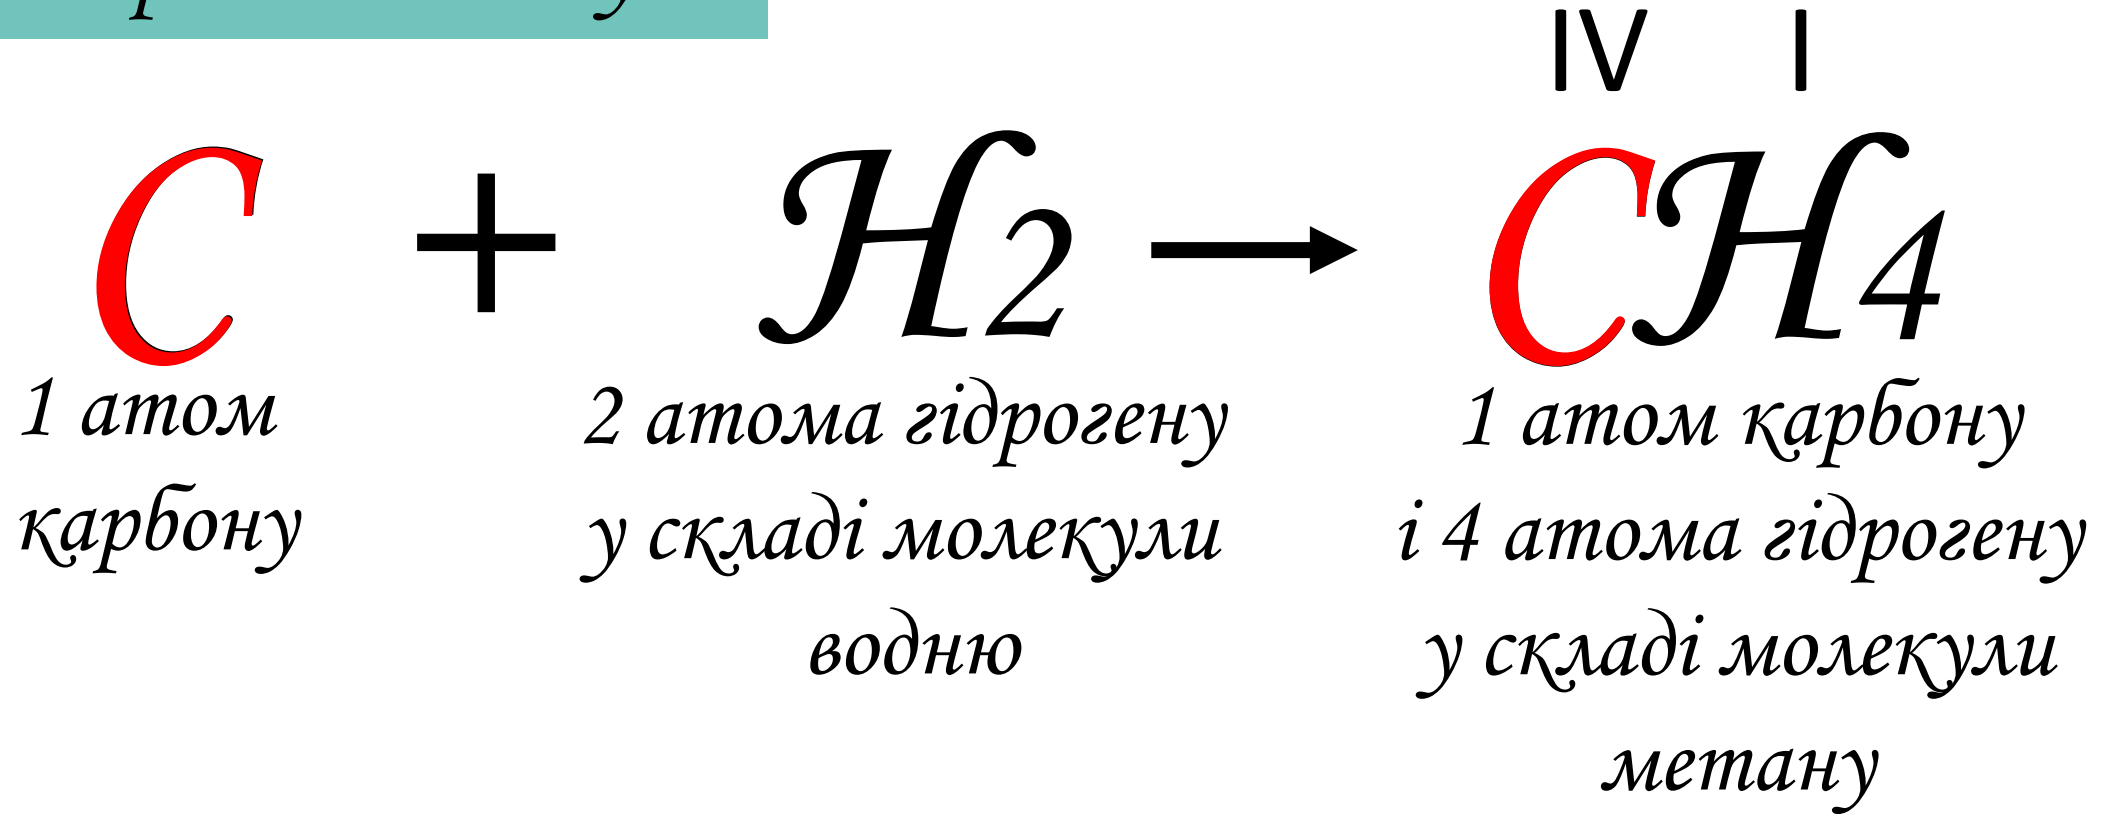 IV I
C + H2 → CH4
1 атом
карбону
2 атома гідрогену
у складі молекули
водню
1 атом карбону
і 4 атома гідрогену
у складі молекули
метану